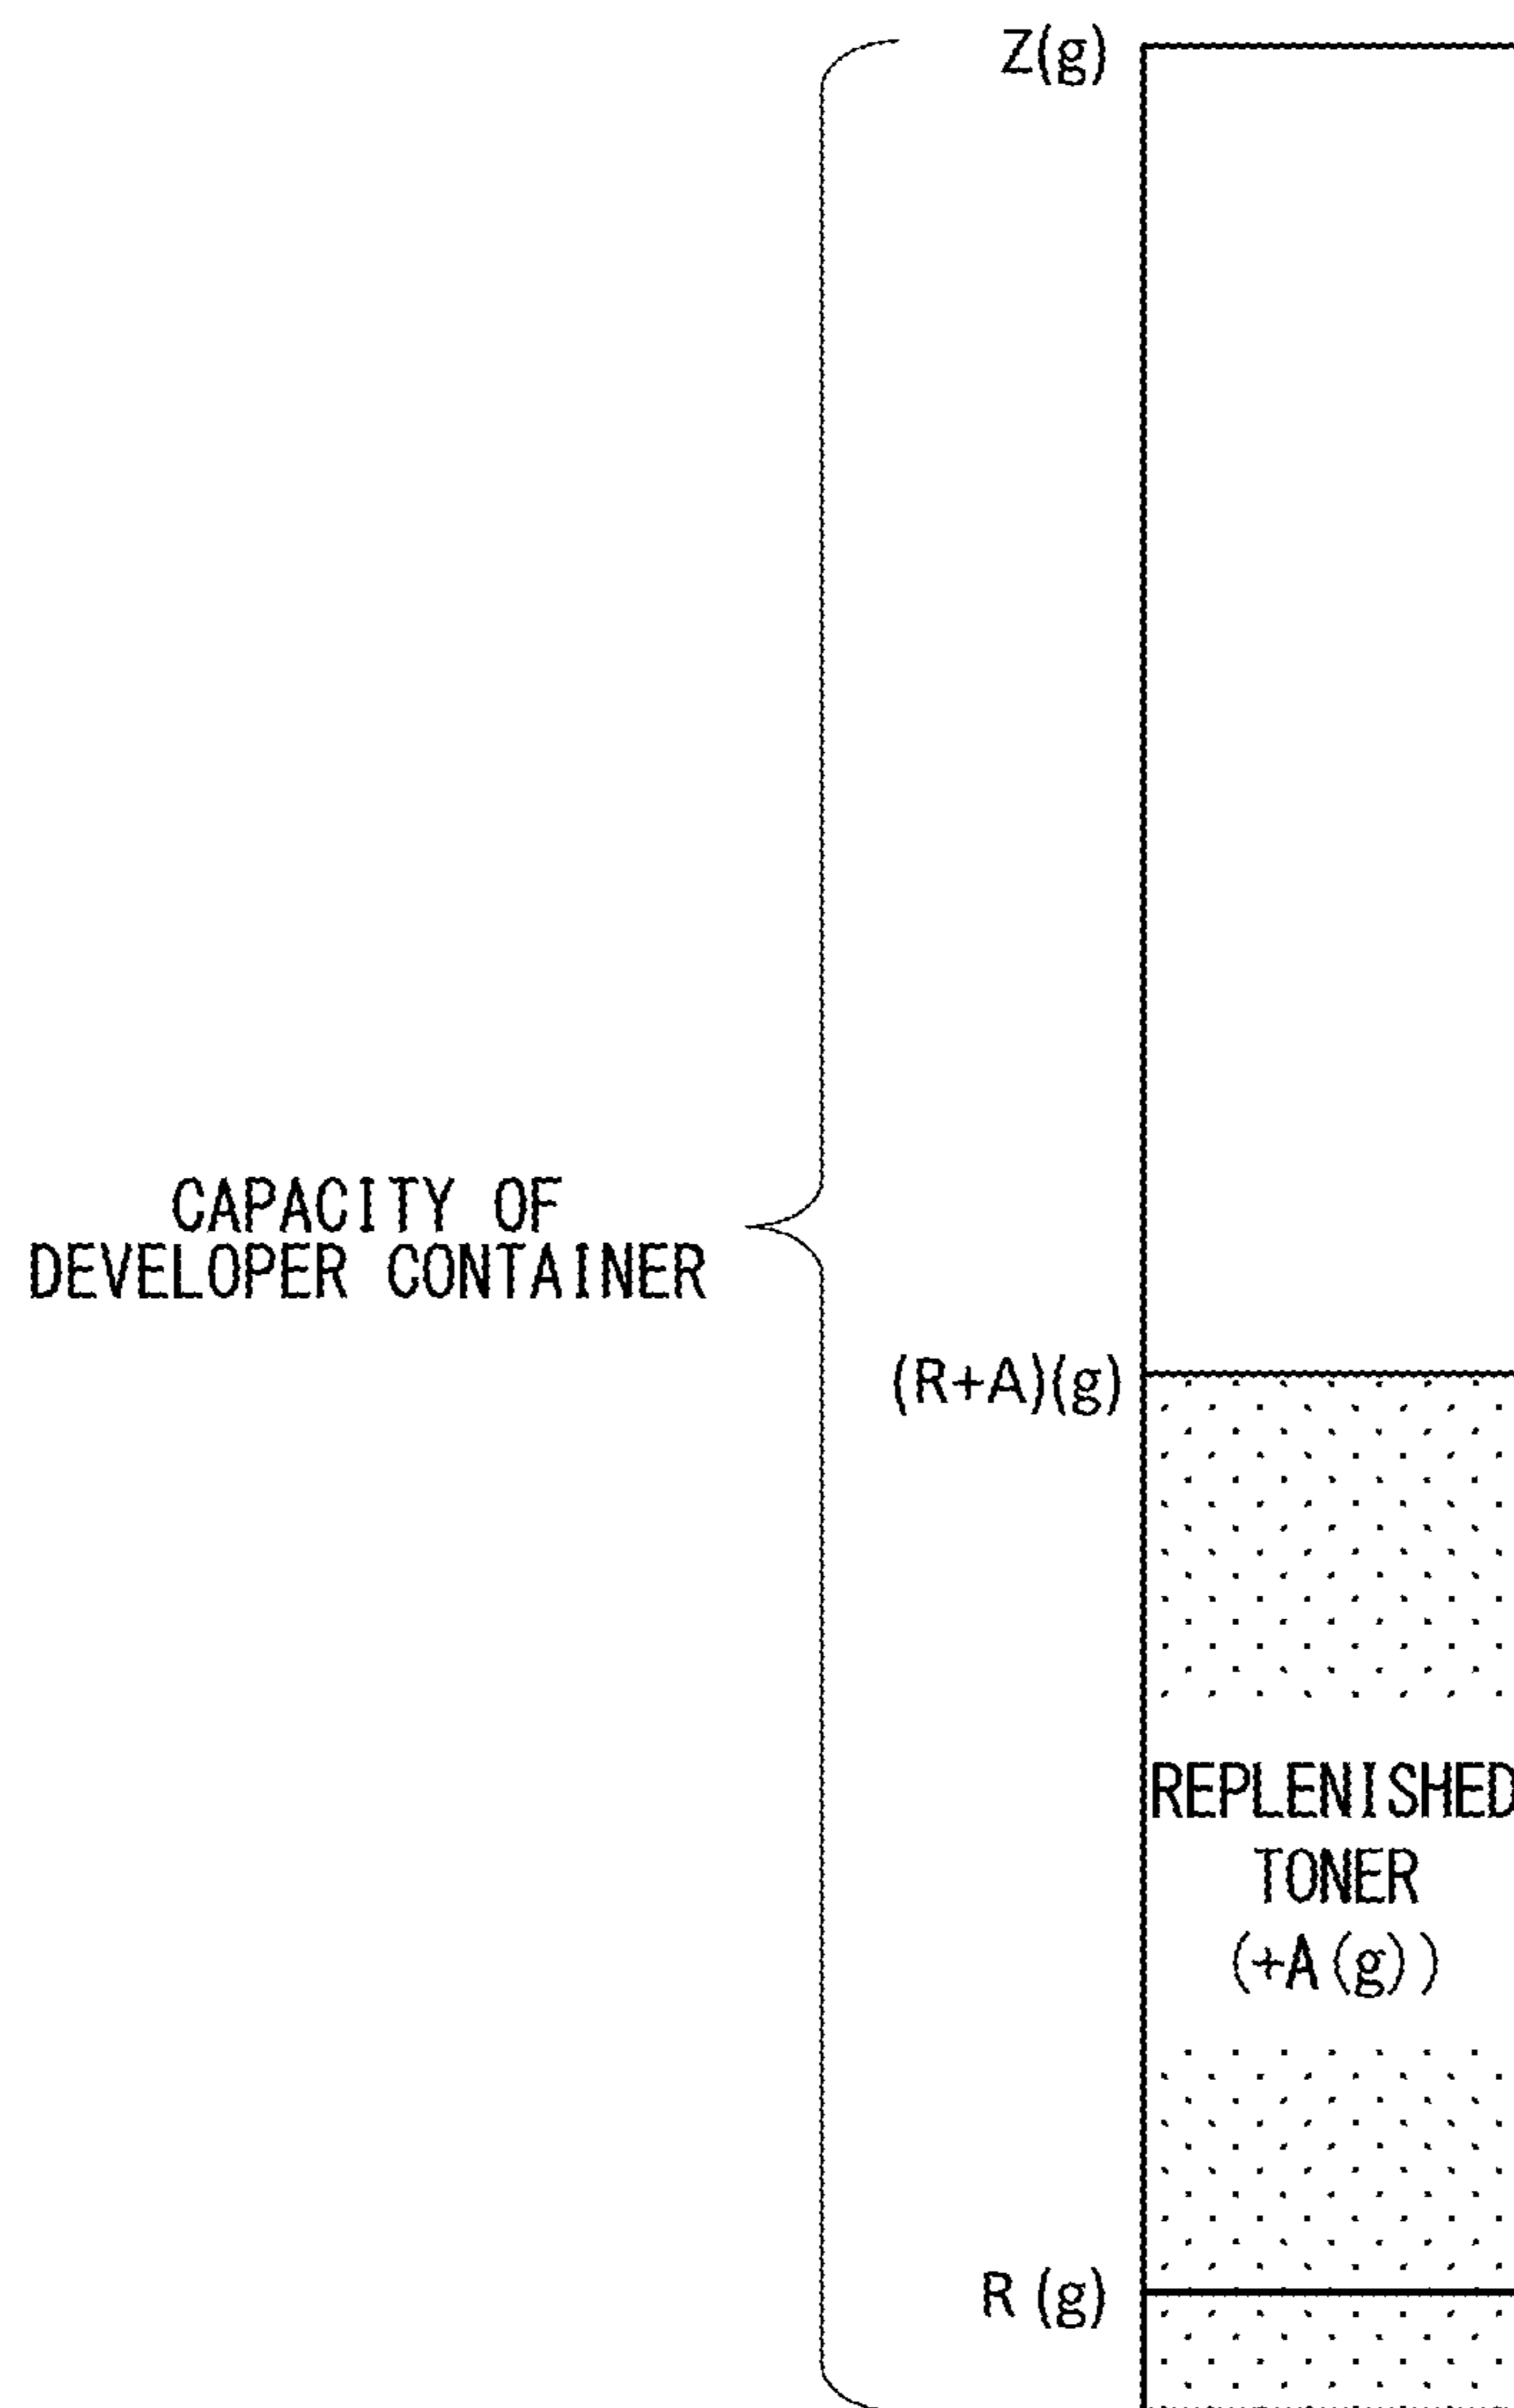 Z(g)
CAPACITY OF
DEVELOPER CONTAINER
(R+A)(g)
REPLENISHED
TONER
(+A(g))
R (g)